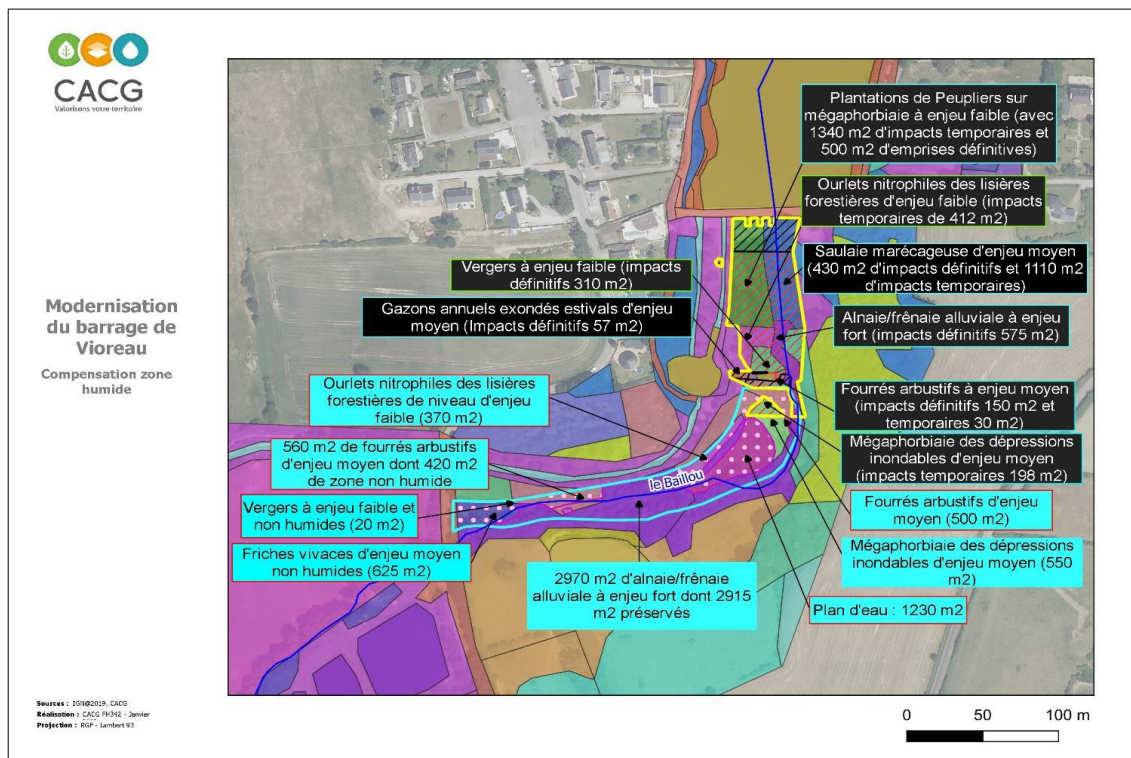 CACG
Valorisons votre territoire
Modernisation
du barrage de
Vioreau
Compensation zone
humide
Plantations de Peupliers sur
mégaphorbiaie à enjeu faible (avec
1340 m2 d'impacts temporaires et
500 m2 d'emprises définitives)
Ourlets nitrophiles des lisières
forestières d'enjeu faible (impacts
temporaires de 412 m2)
Vergers à enjeu faible (impacts
définitifs 310 m2)
Saulaie marécageuse d'enjeu moyen
(430 m2 d'impacts définitifs et 1110 m2
d'impacts temporaires)
Gazons annuels exondés estivals d'enjeu
moyen (Impacts définitifs 57 m2)
Alnaie/frênaie alluviale à enjeu
fort (impacts définitifs 575 m2)
Ourlets nitrophiles des lisières
forestières de niveau d'enjeu
faible (370 m2)
Fourrés arbustifs à enjeu moyen
(impacts définitifs 150 m2 et
temporaires 30 m2)
560 m2 de fourrés arbustifs
d'enjeu moyen dont 420 m2
de zone non humide
Mégaphorbiaie des dépressions
inondables d'enjeu moyen
(impacts temporaires 198 m2)
le Baillou
Vergers à enjeu faible et
non humides (20 m2)
Fourrés arbustifs d'enjeu
moyen (500 m2)
Friches vivaces d'enjeu moyen
non humides (625 m2)
Mégaphorbiaie des dépressions
inondables d'enjeu moyen (550
m2)
2970 m2 d'alnaie/frênaie
alluviale à enjeu fort dont 2915
m2 préservés
Plan d'eau : 1230 m2
Sources : IGN@2019, CACG
Réalisation : CACG FH342 - Janvier
Projection : RGF - Lambert 93
0 50 100 m